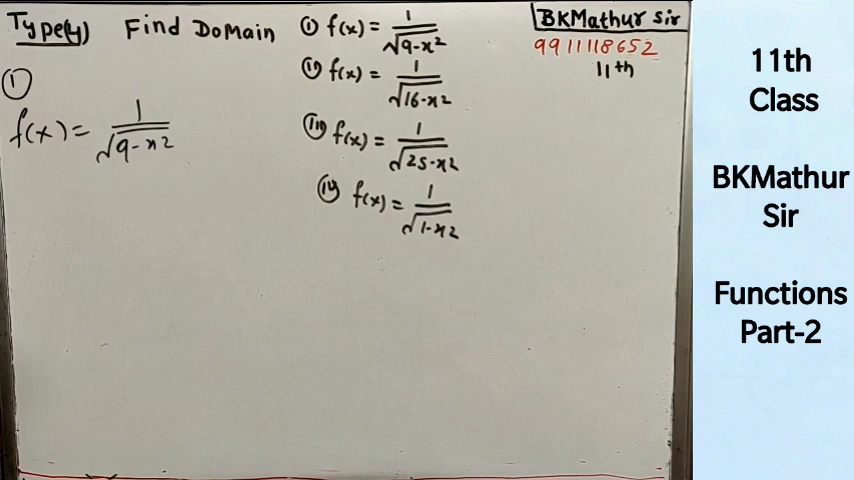 Type(4) Find Domain
(i) f(x) = 1/√9-x²
(ii) f(x) = 1/√16-x²
(iii) f(x) = 1/√25-x²
(iv) f(x) = 1/√1-x²
BKMathur Sir
9911118652
11th
①
f(x) = 1/√9-x²
11th
Class
BKMathur
Sir
Functions
Part-2